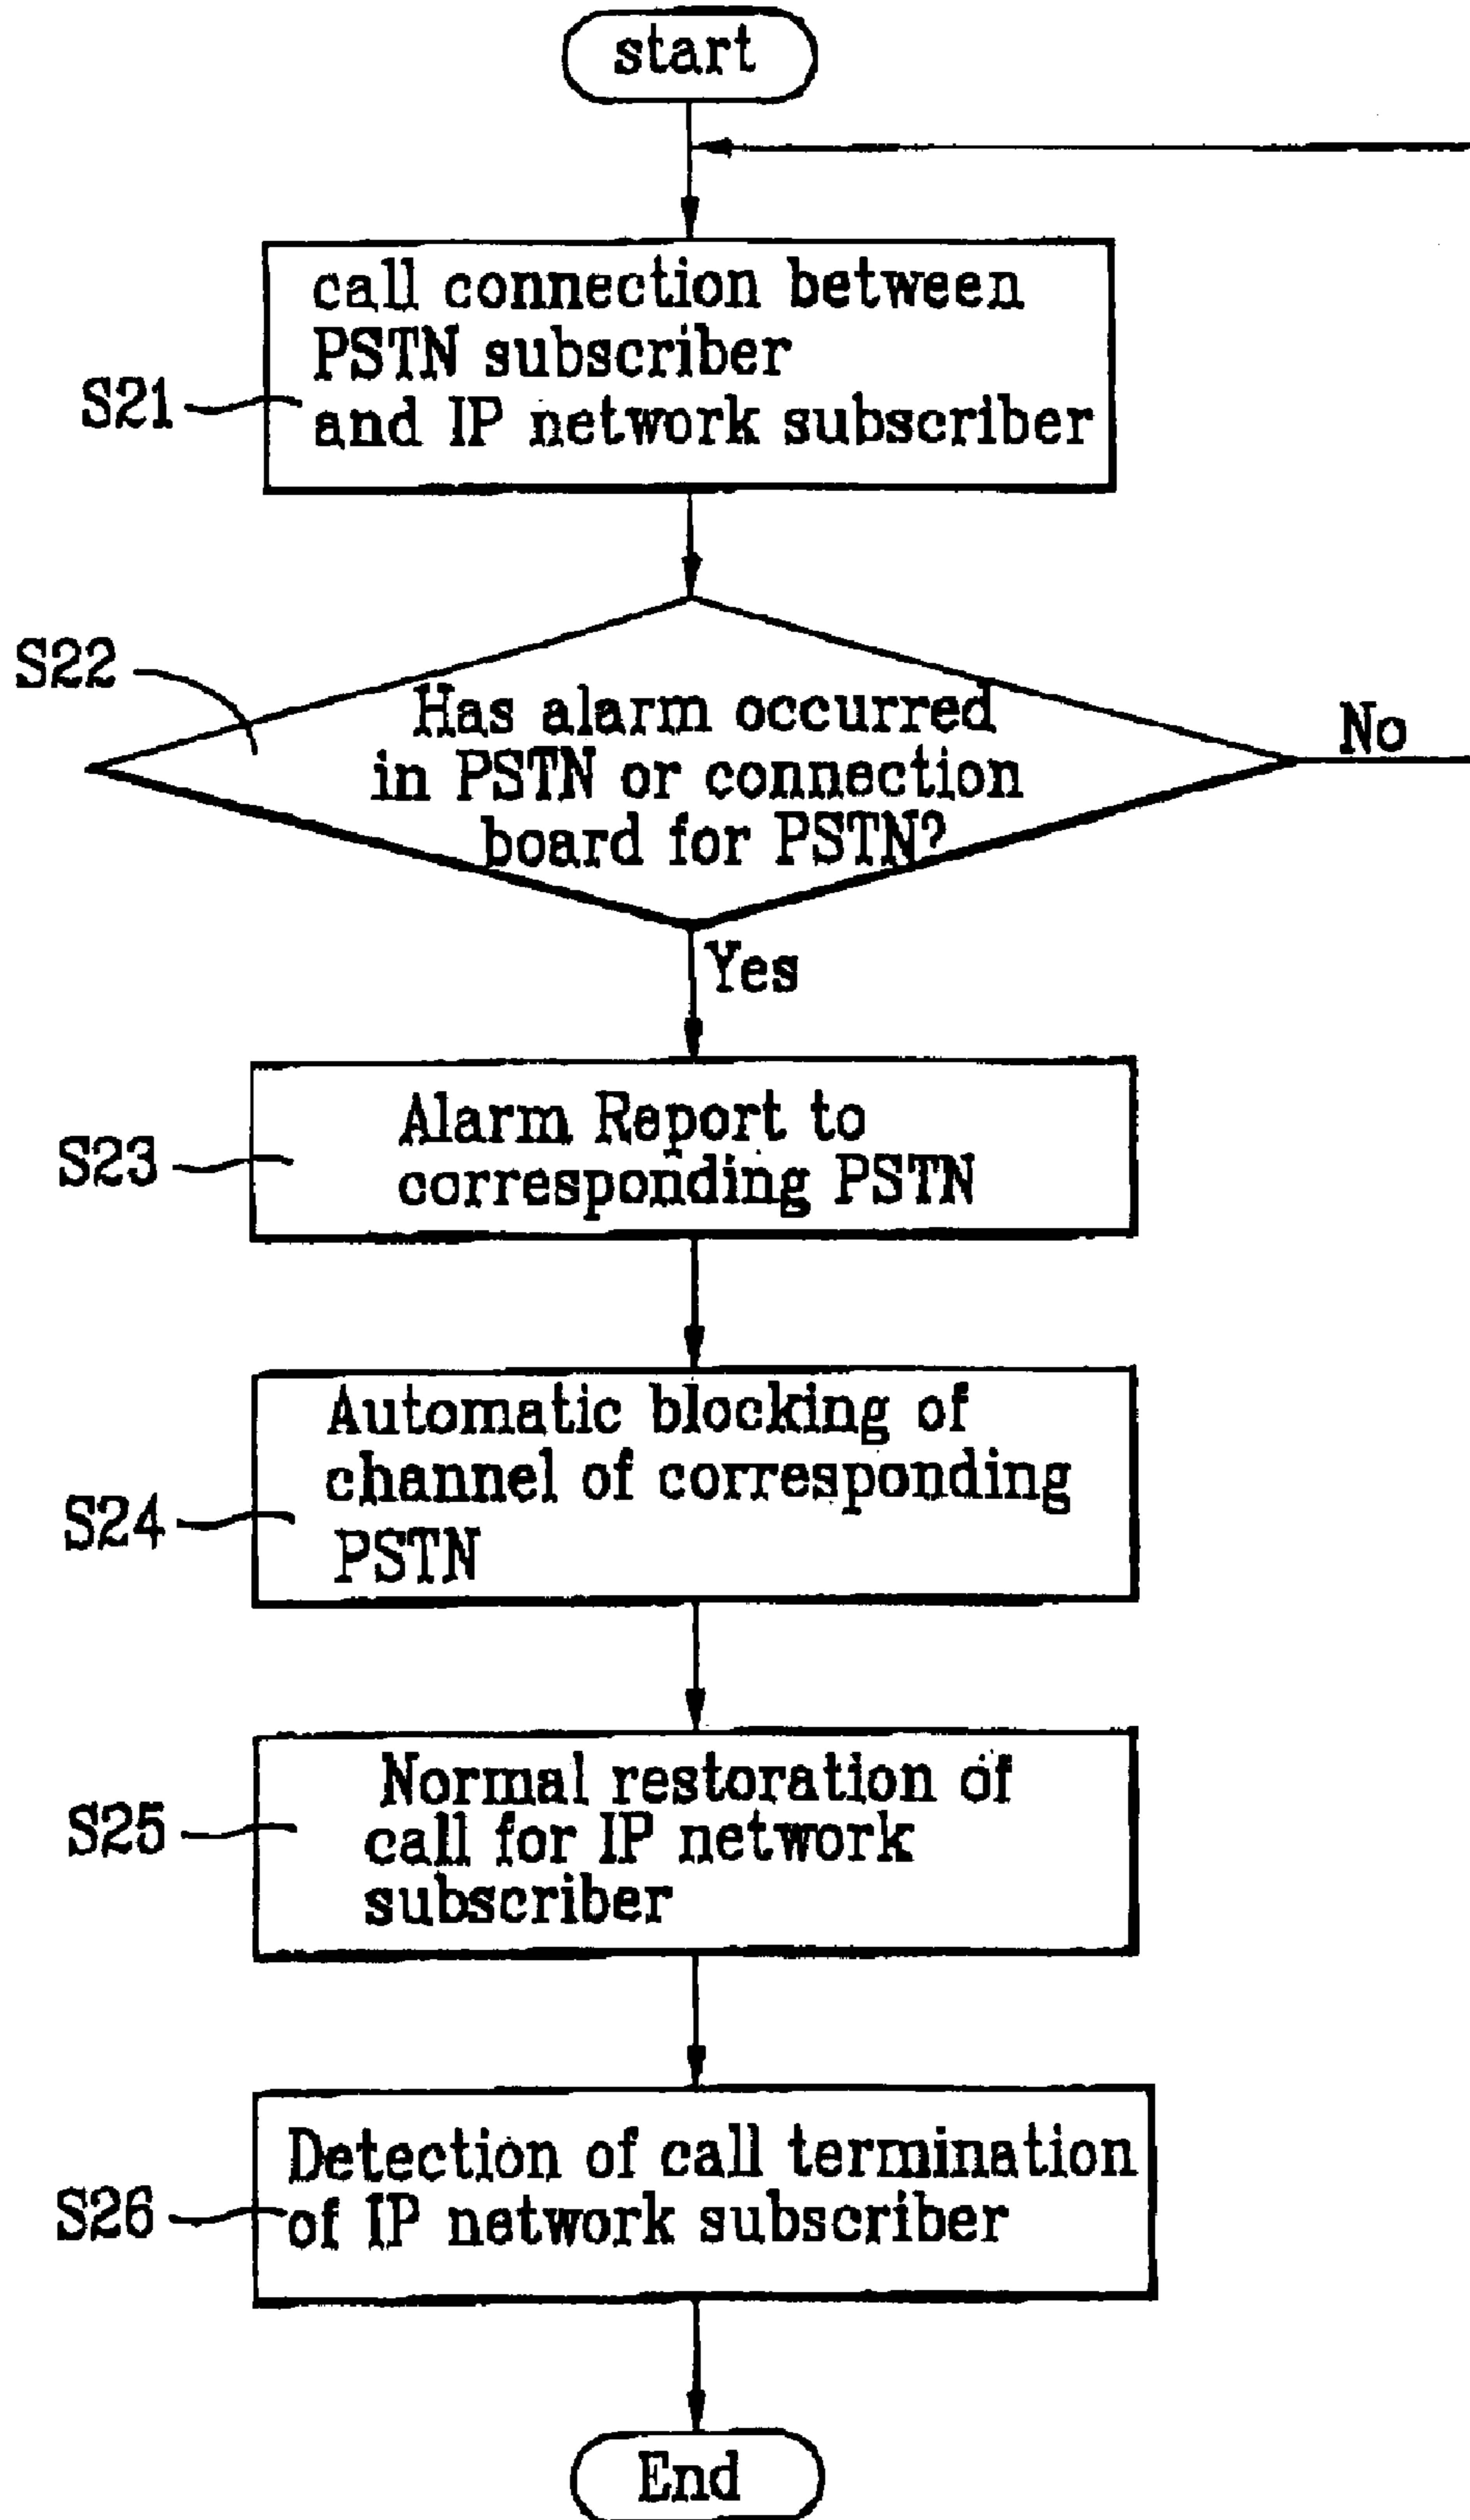 start
call connection between
PSTN subscriber
and IP network subscriber
S21
S22
Has alarm occurred
in PSTN or connection
board for PSTN?
No
Yes
Alarm Report to
corresponding PSTN
S23
Automatic blocking of
channel of corresponding
PSTN
S24
Normal restoration of
call for IP network
subscriber
S25
Detection of call termination
of IP network subscriber
S26
End